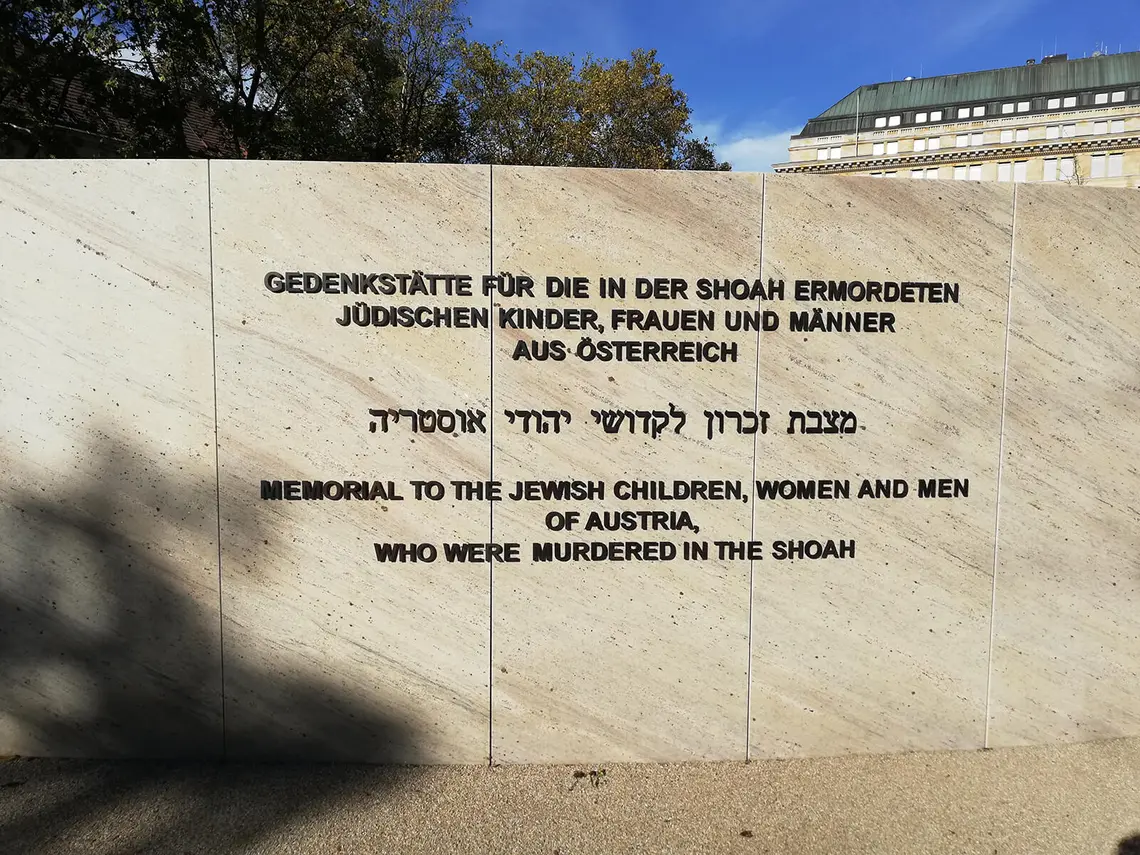 GEDENKSTÄTTE FÜR DIE IN DER SHOAH ERMORDETEN
JÜDISCHEN KINDER, FRAUEN UND MÄNNER
AUS ÖSTERREICH
מצבת זכרון לקדושי יהודי אוסטריה
MEMORIAL TO THE JEWISH CHILDREN, WOMEN AND MEN
OF AUSTRIA,
WHO WERE MURDERED IN THE SHOAH